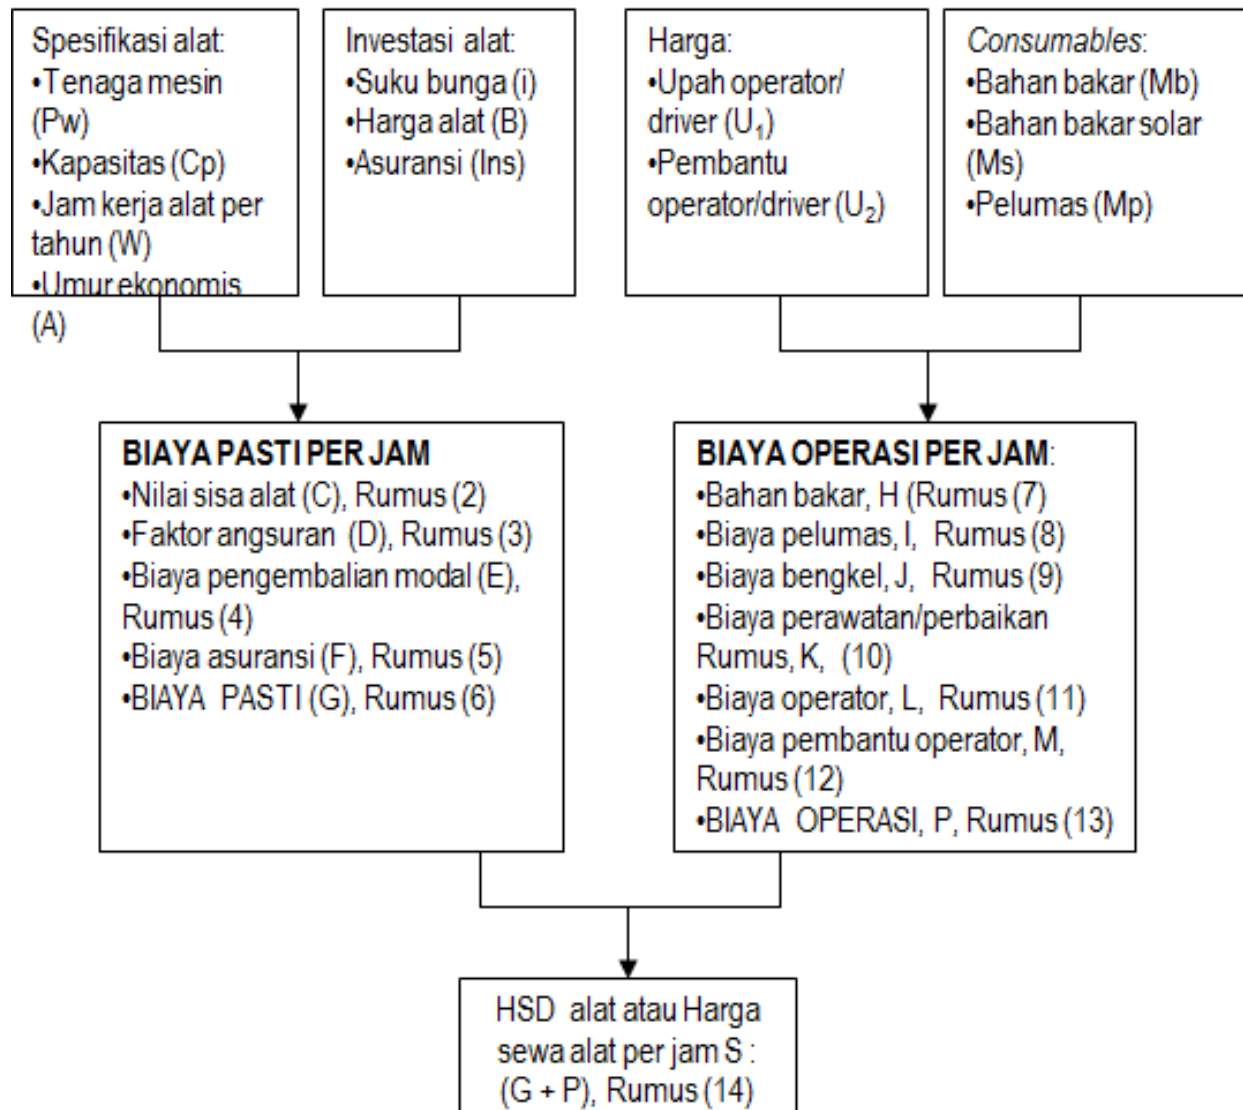 Spesifikasi alat:
•Tenaga mesin
(Pw)
•Kapasitas (Cp)
•Jam kerja alat per
tahun (W)
•Umur ekonomis
(A)
Investasi alat:
•Suku bunga (i)
•Harga alat (B)
•Asuransi (Ins)
Harga:
•Upah operator/
driver (U₁)
•Pembantu
operator/driver (U₂)
Consumables:
•Bahan bakar (Mb)
•Bahan bakar solar
(Ms)
•Pelumas (Mp)
BIAYA PASTI PER JAM
•Nilai sisa alat (C), Rumus (2)
•Faktor angsuran (D), Rumus (3)
•Biaya pengembalian modal (E),
Rumus (4)
•Biaya asuransi (F), Rumus (5)
•BIAYA PASTI (G), Rumus (6)
BIAYA OPERASI PER JAM:
•Bahan bakar, H (Rumus (7)
•Biaya pelumas, I, Rumus (8)
•Biaya bengkel, J, Rumus (9)
•Biaya perawatan/perbaikan
Rumus, K, (10)
•Biaya operator, L, Rumus (11)
•Biaya pembantu operator, M,
Rumus (12)
•BIAYA OPERASI, P, Rumus (13)
HSD alat atau Harga
sewa alat per jam S :
(G + P), Rumus (14)